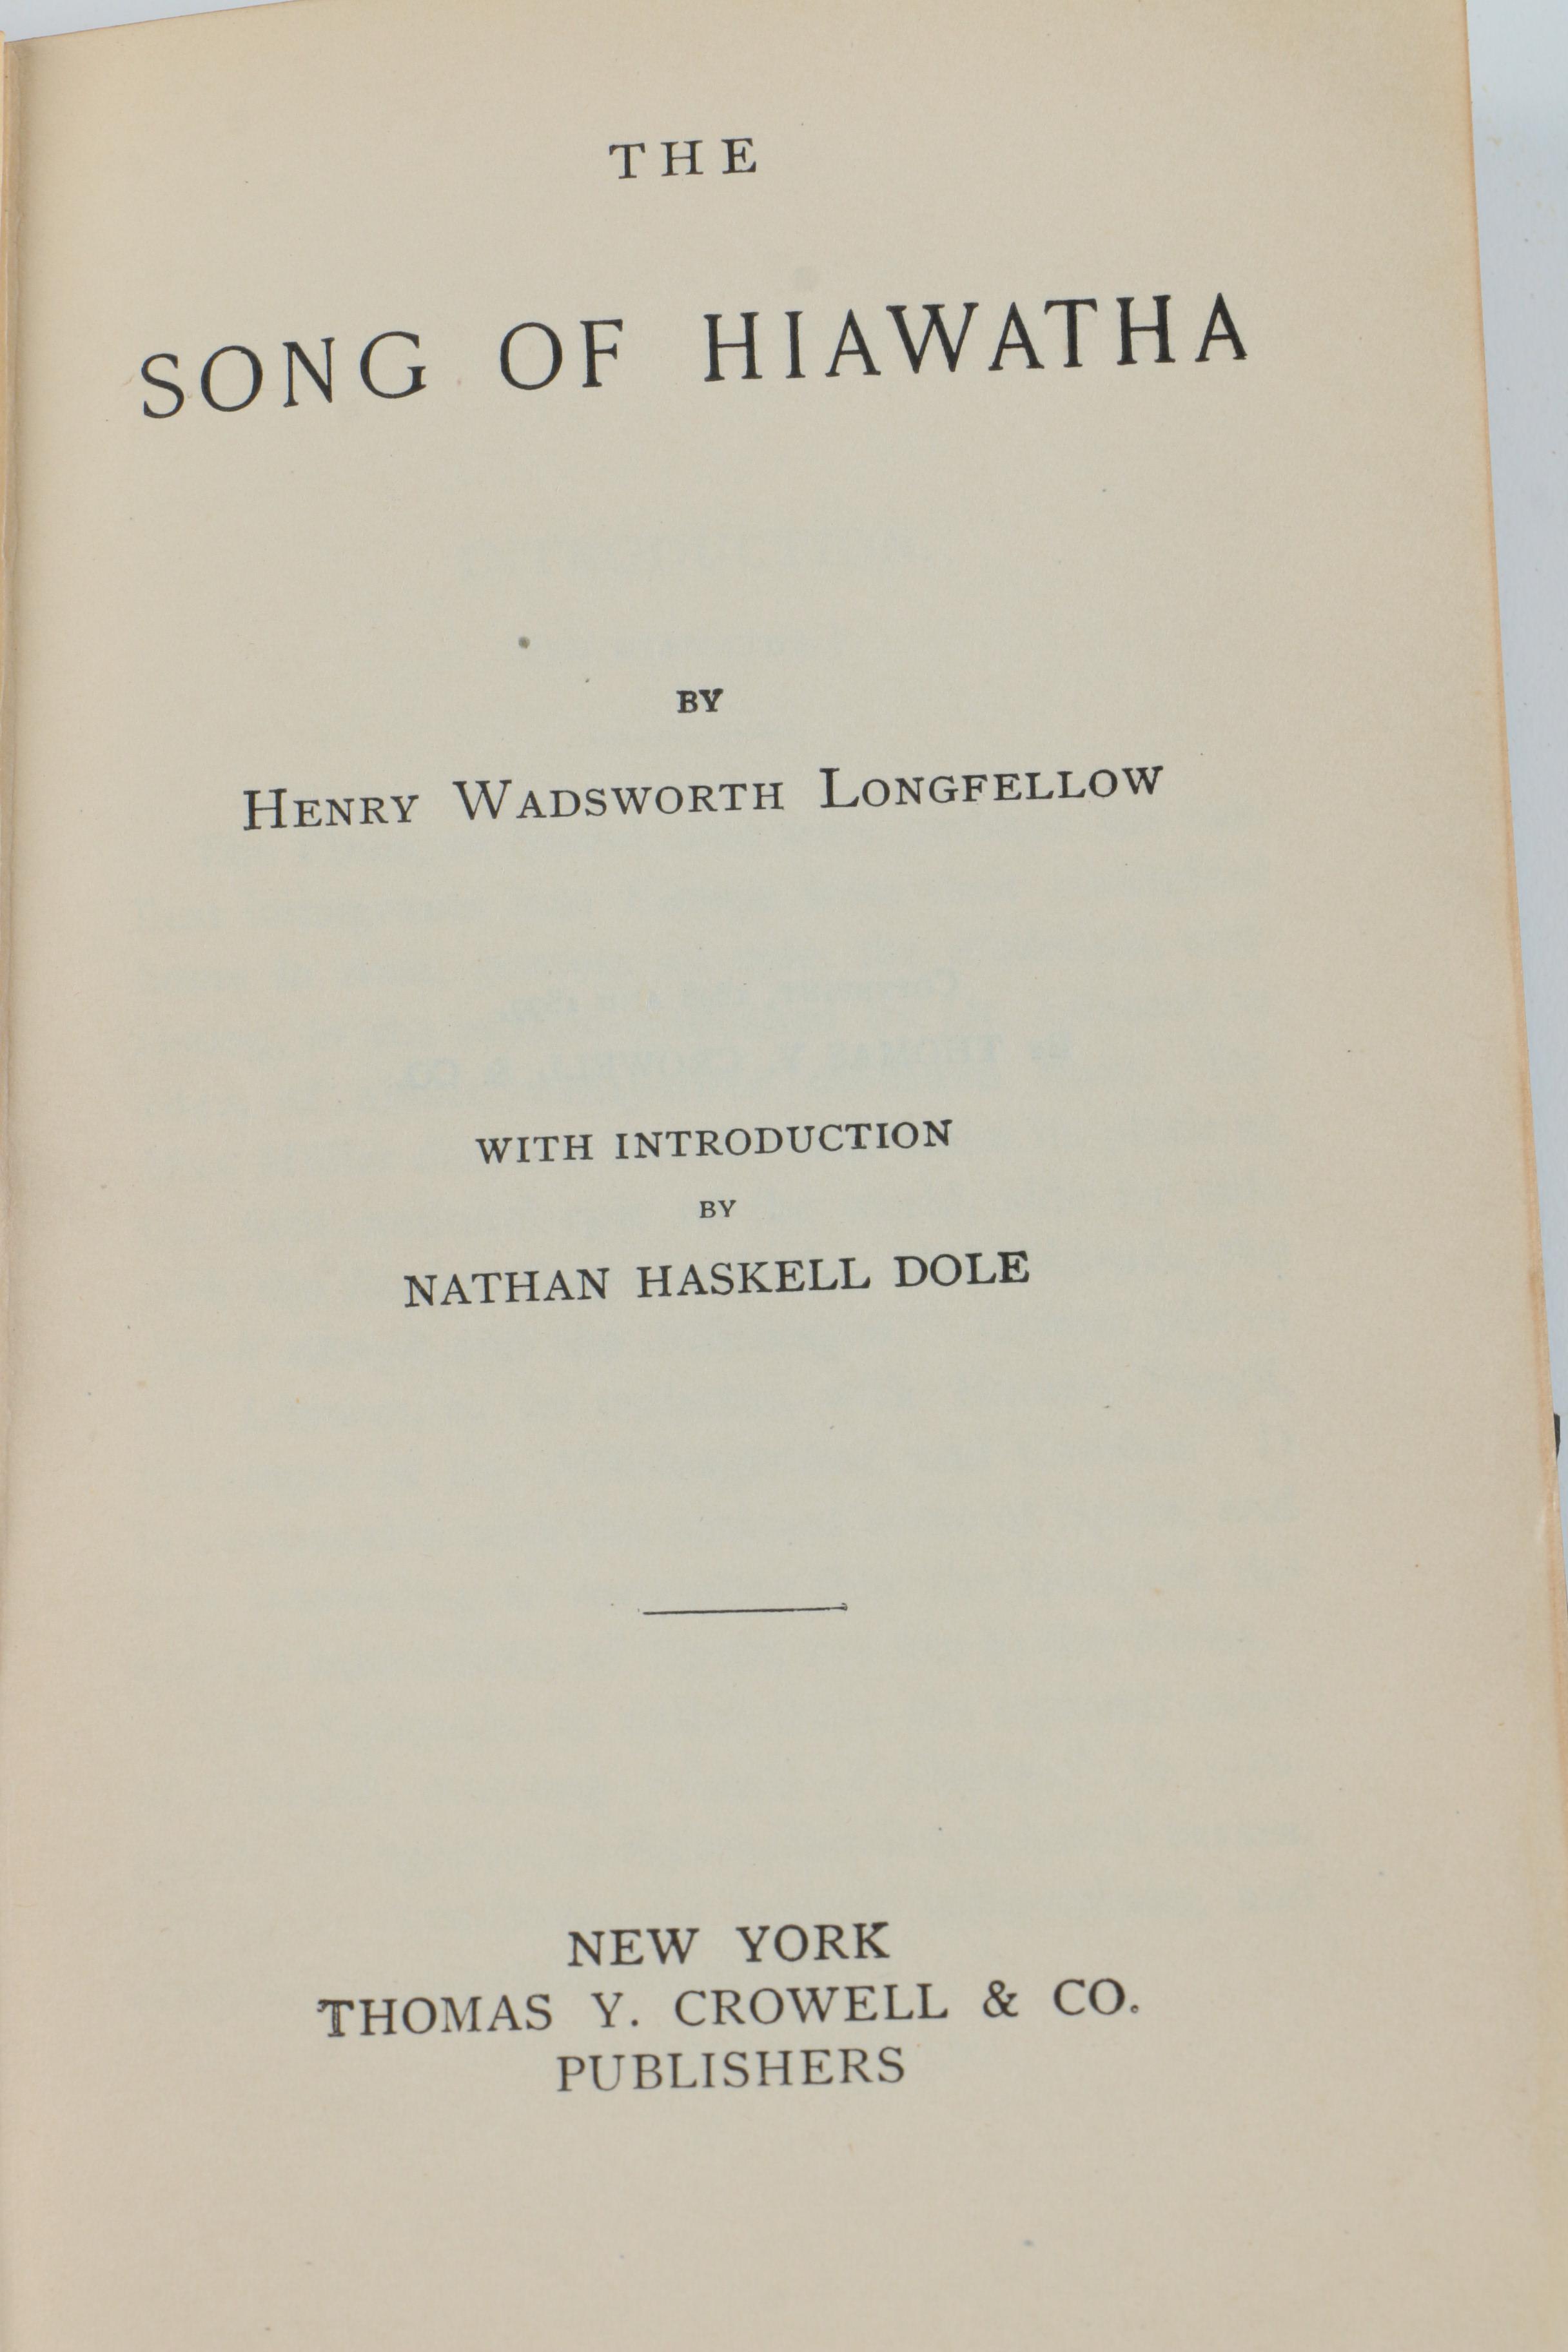 THE
SONG OF HIAWATHA
BY
HENRY WADSWORTH LONGFELLOW
WITH INTRODUCTION
BY
NATHAN HASKELL DOLE
NEW YORK
THOMAS Y. CROWELL & CO.
PUBLISHERS